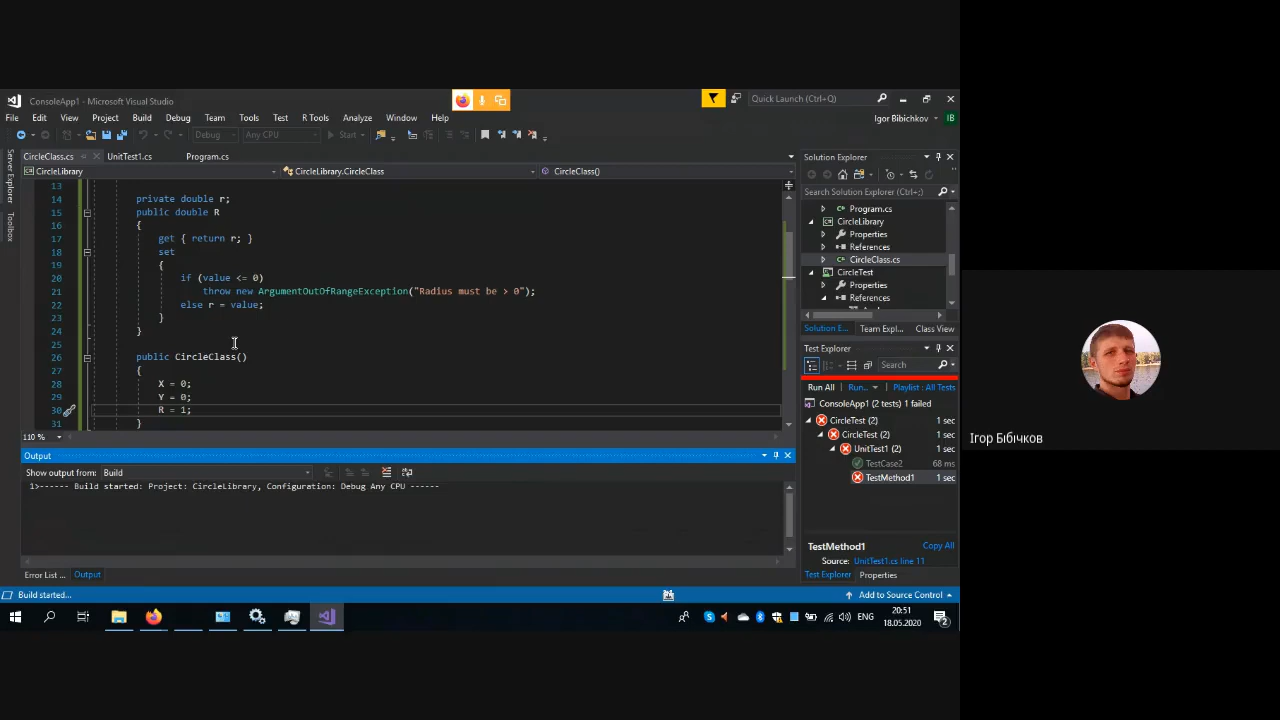 ConsoleApp1 - Microsoft Visual Studio
Quick Launch (Ctrl+Q)
File Edit View Project Build Debug Team Tools Test R Tools Analyze Window Help
Igor Bibichkov IB
Debug Any CPU Start
CircleClass.cs UnitTest1.cs Program.cs
CircleLibrary CircleLibrary.CircleClass CircleClass()
Server Explorer
Toolbox
13
14 private double r;
15 public double R
16 {
17 get { return r; }
18 set
19 {
20 if (value <= 0)
21 throw new ArgumentOutOfRangeException("Radius must be > 0");
22 else r = value;
23 }
24 }
25
26 public CircleClass()
27 {
28 X = 0;
29 Y = 0;
30 R = 1;
31 }
110 %
Output
Show output from: Build
1>------ Build started: Project: CircleLibrary, Configuration: Debug Any CPU ------
Error List ... Output
Solution Explorer
Search Solution Explorer (Ctrl+;)
Program.cs
CircleLibrary
Properties
References
CircleClass.cs
CircleTest
Properties
References
Solution E... Team Expl... Class View
Test Explorer
Search
Run All Run... Playlist : All Tests
ConsoleApp1 (2 tests) 1 failed
CircleTest (2) 1 sec
CircleTest (2) 1 sec
UnitTest1 (2) 1 sec
TestCase2 68 ms
TestMethod1 1 sec
TestMethod1 Copy All
Source: UnitTest1.cs line 11
Test Explorer Properties
Build started... Add to Source Control
ENG
20:51
18.05.2020
2
Ігор Бібічков